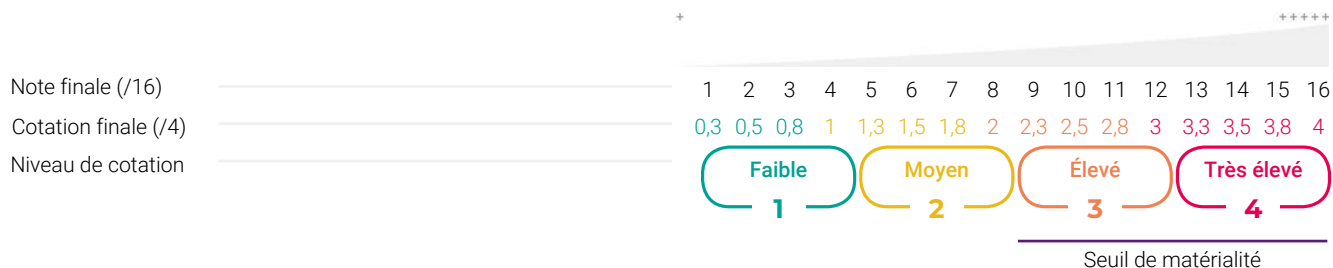 + +++++
Note finale (/16) 1 2 3 4 5 6 7 8 9 10 11 12 13 14 15 16
Cotation finale (/4) 0,3 0,5 0,8 1 1,3 1,5 1,8 2 2,3 2,5 2,8 3 3,3 3,5 3,8 4
Niveau de cotation Faible Moyen Élevé Très élevé
1 2 3 4
Seuil de matérialité